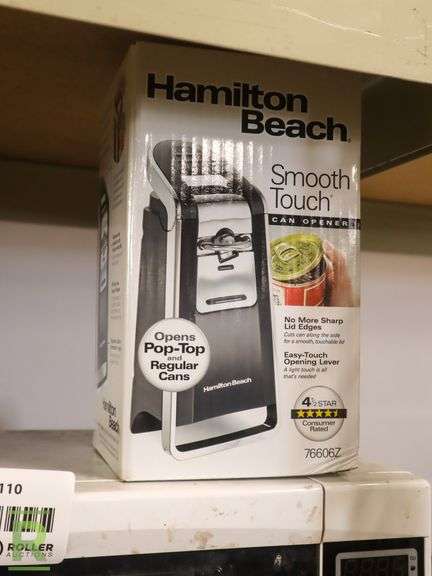 Hamilton
Beach®
Smooth
Touch®
CAN OPENER
No More Sharp
Lid Edges
Cuts can along the side
for a smooth, touchable lid
Easy-Touch
Opening Lever
A light touch is all
that's needed
Opens
Pop-Top
and
Regular
Cans
Hamilton Beach
4½ STAR
Consumer
Rated
76606Z
Hamilton Beach
110
ROLLER
AUCTIONS